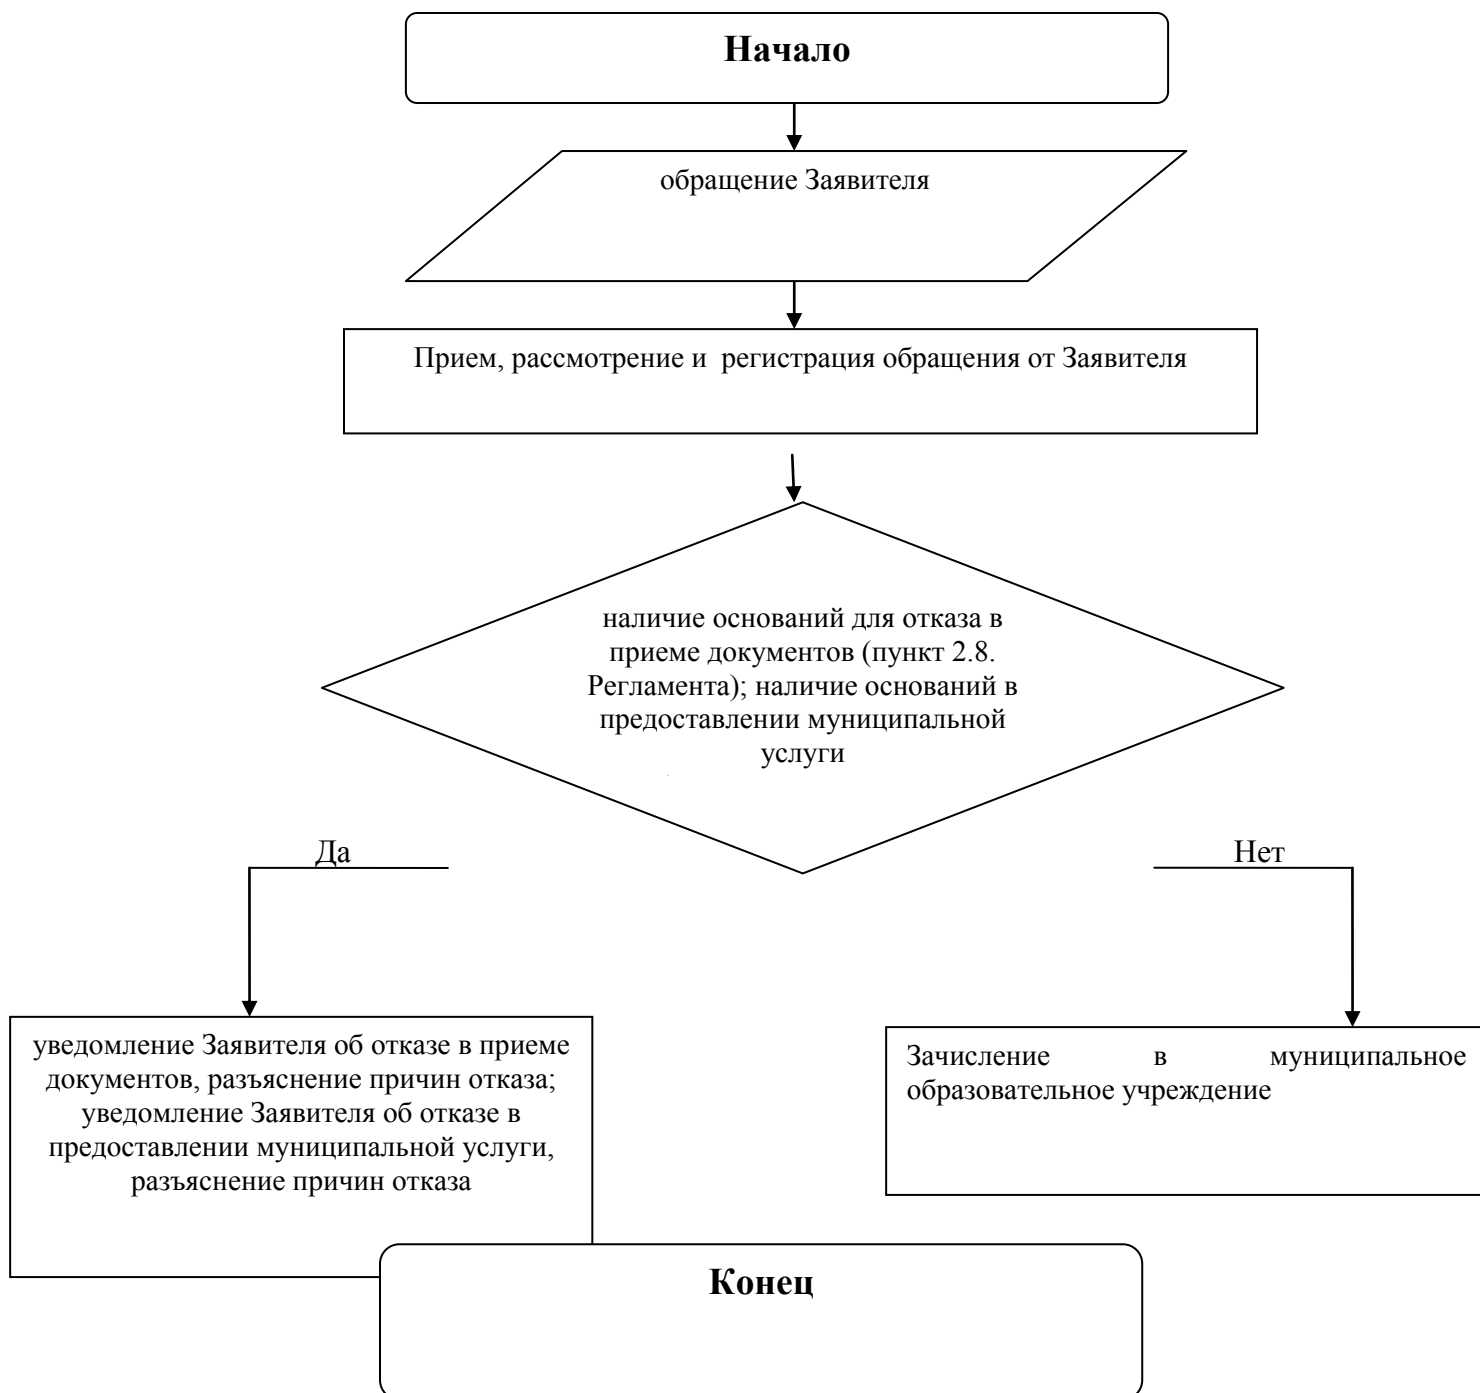 Начало
обращение Заявителя
Прием, рассмотрение и регистрация обращения от Заявителя
наличие оснований для отказа в
приеме документов (пункт 2.8.
Регламента); наличие оснований в
предоставлении муниципальной
услуги
Да
Нет
уведомление Заявителя об отказе в приеме
документов, разъяснение причин отказа;
уведомление Заявителя об отказе в
предоставлении муниципальной услуги,
разъяснение причин отказа
Зачисление в муниципальное
образовательное учреждение
Конец